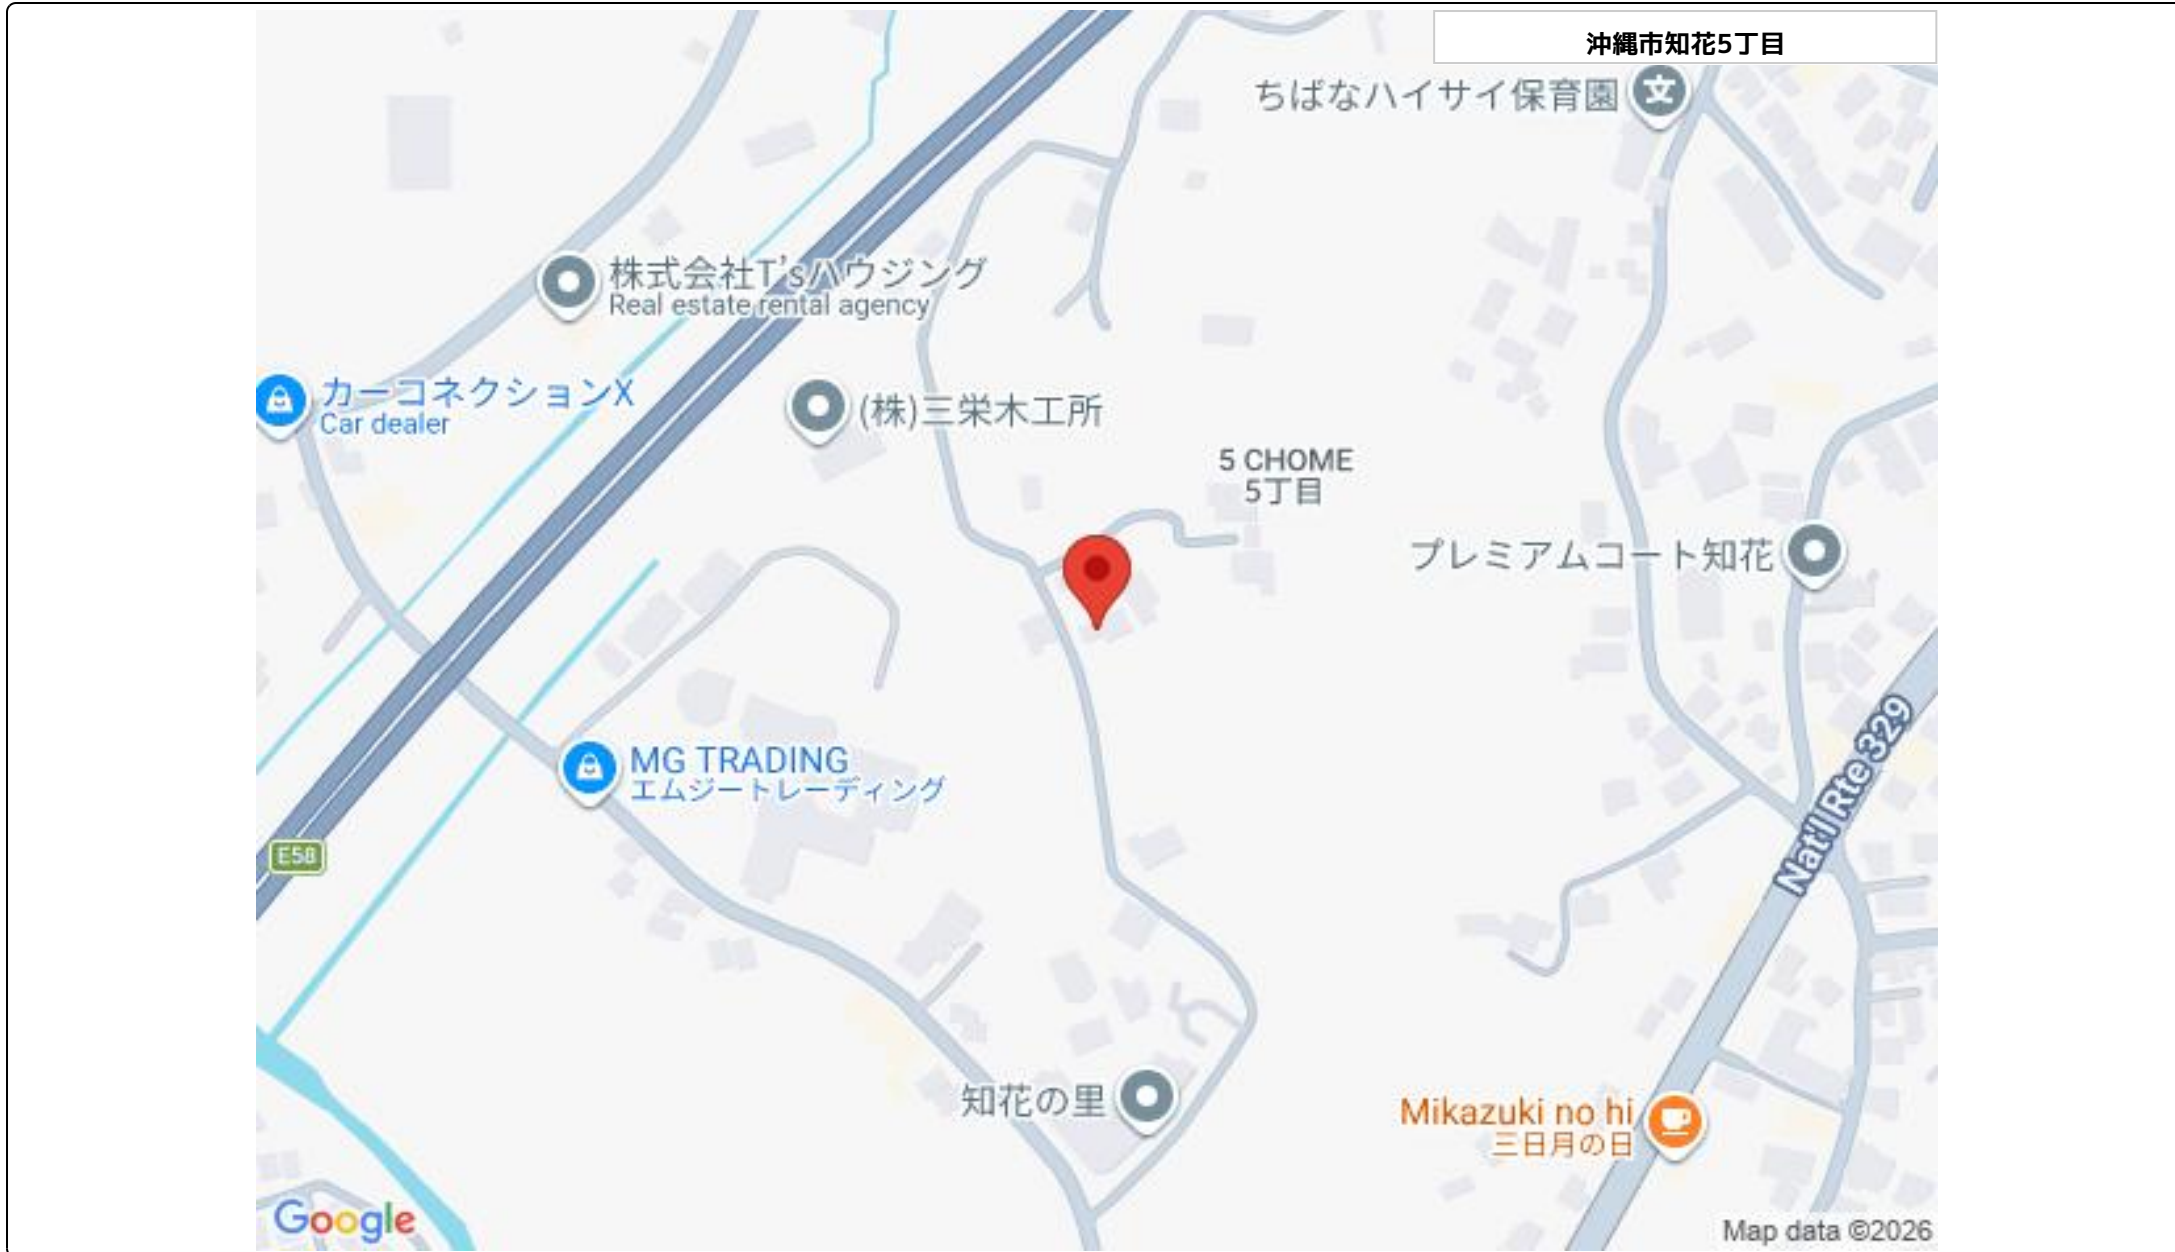 沖縄市知花5丁目
ちばなハイサイ保育園
株式会社T'sハウジング
Real estate rental agency
カーコネクションX
Car dealer
(株)三栄木工所
5 CHOME
5丁目
プレミアムコート知花
Nat'l Rte 329
MG TRADING
エムジートレーディング
E58
知花の里
Mikazuki no hi
三日月の日
Google
Map data ©2026